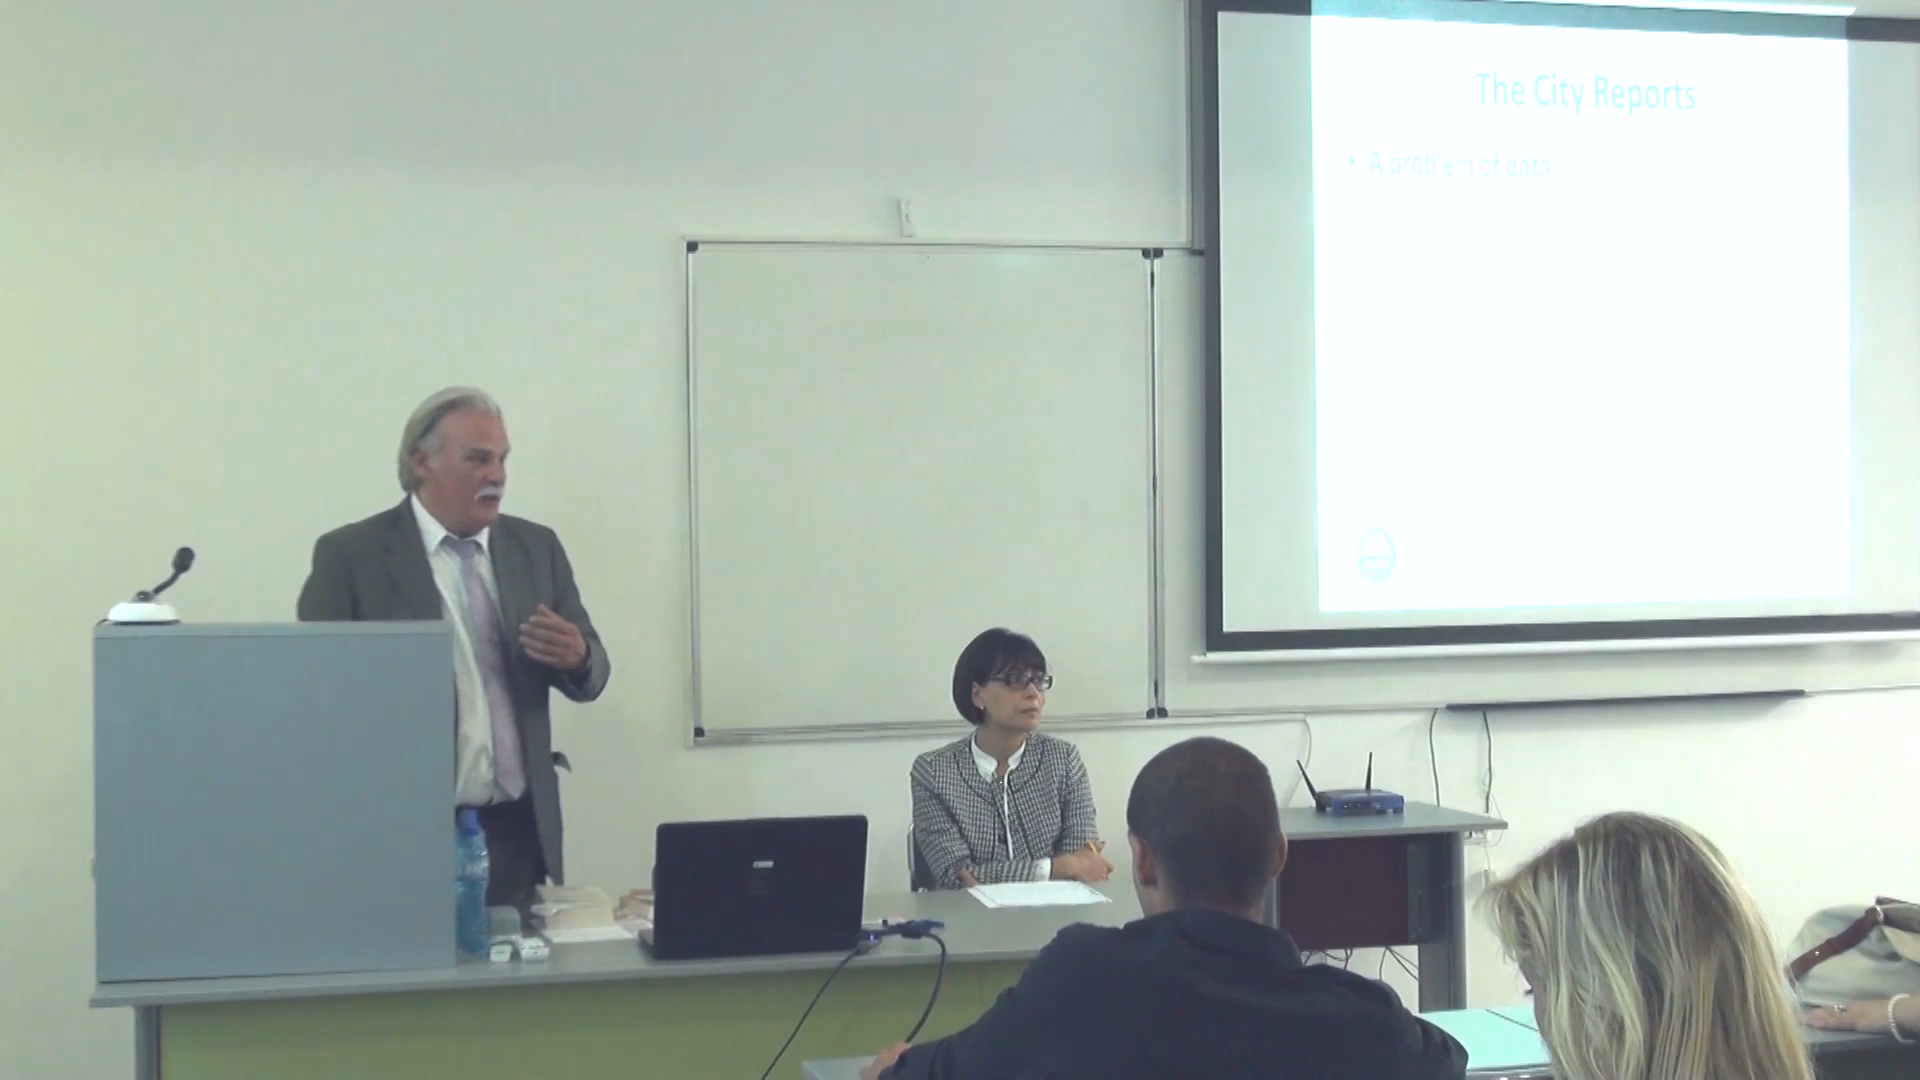 The City Reports
• A problem of data